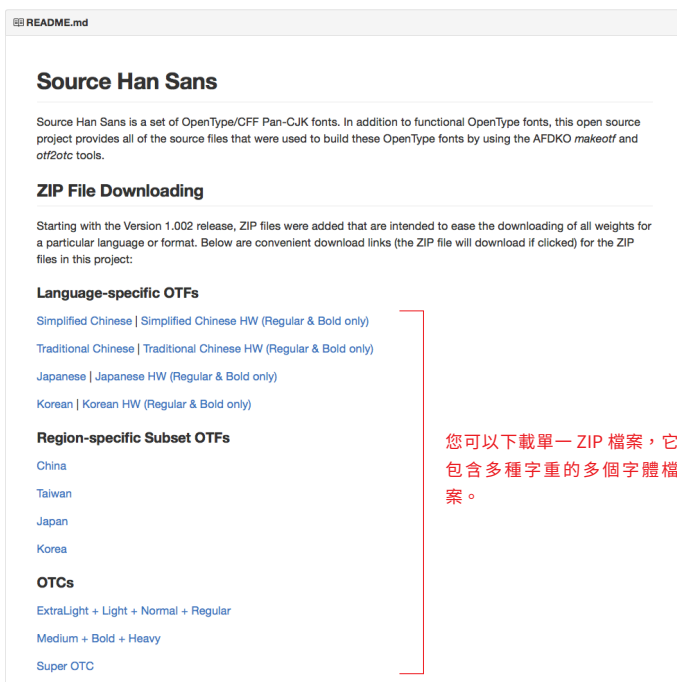 README.md
Source Han Sans
Source Han Sans is a set of OpenType/CFF Pan-CJK fonts. In addition to functional OpenType fonts, this open source
project provides all of the source files that were used to build these OpenType fonts by using the AFDKO makeotf and
otf2otc tools.
ZIP File Downloading
Starting with the Version 1.002 release, ZIP files were added that are intended to ease the downloading of all weights for
a particular language or format. Below are convenient download links (the ZIP file will download if clicked) for the ZIP
files in this project:
Language-specific OTFs
Simplified Chinese | Simplified Chinese HW (Regular & Bold only)
Traditional Chinese | Traditional Chinese HW (Regular & Bold only)
Japanese | Japanese HW (Regular & Bold only)
Korean | Korean HW (Regular & Bold only)
Region-specific Subset OTFs
China
Taiwan
Japan
Korea
OTCs
ExtraLight + Light + Normal + Regular
Medium + Bold + Heavy
Super OTC
您可以下載單一 ZIP 檔案，它
包含多種字重的多個字體檔
案。